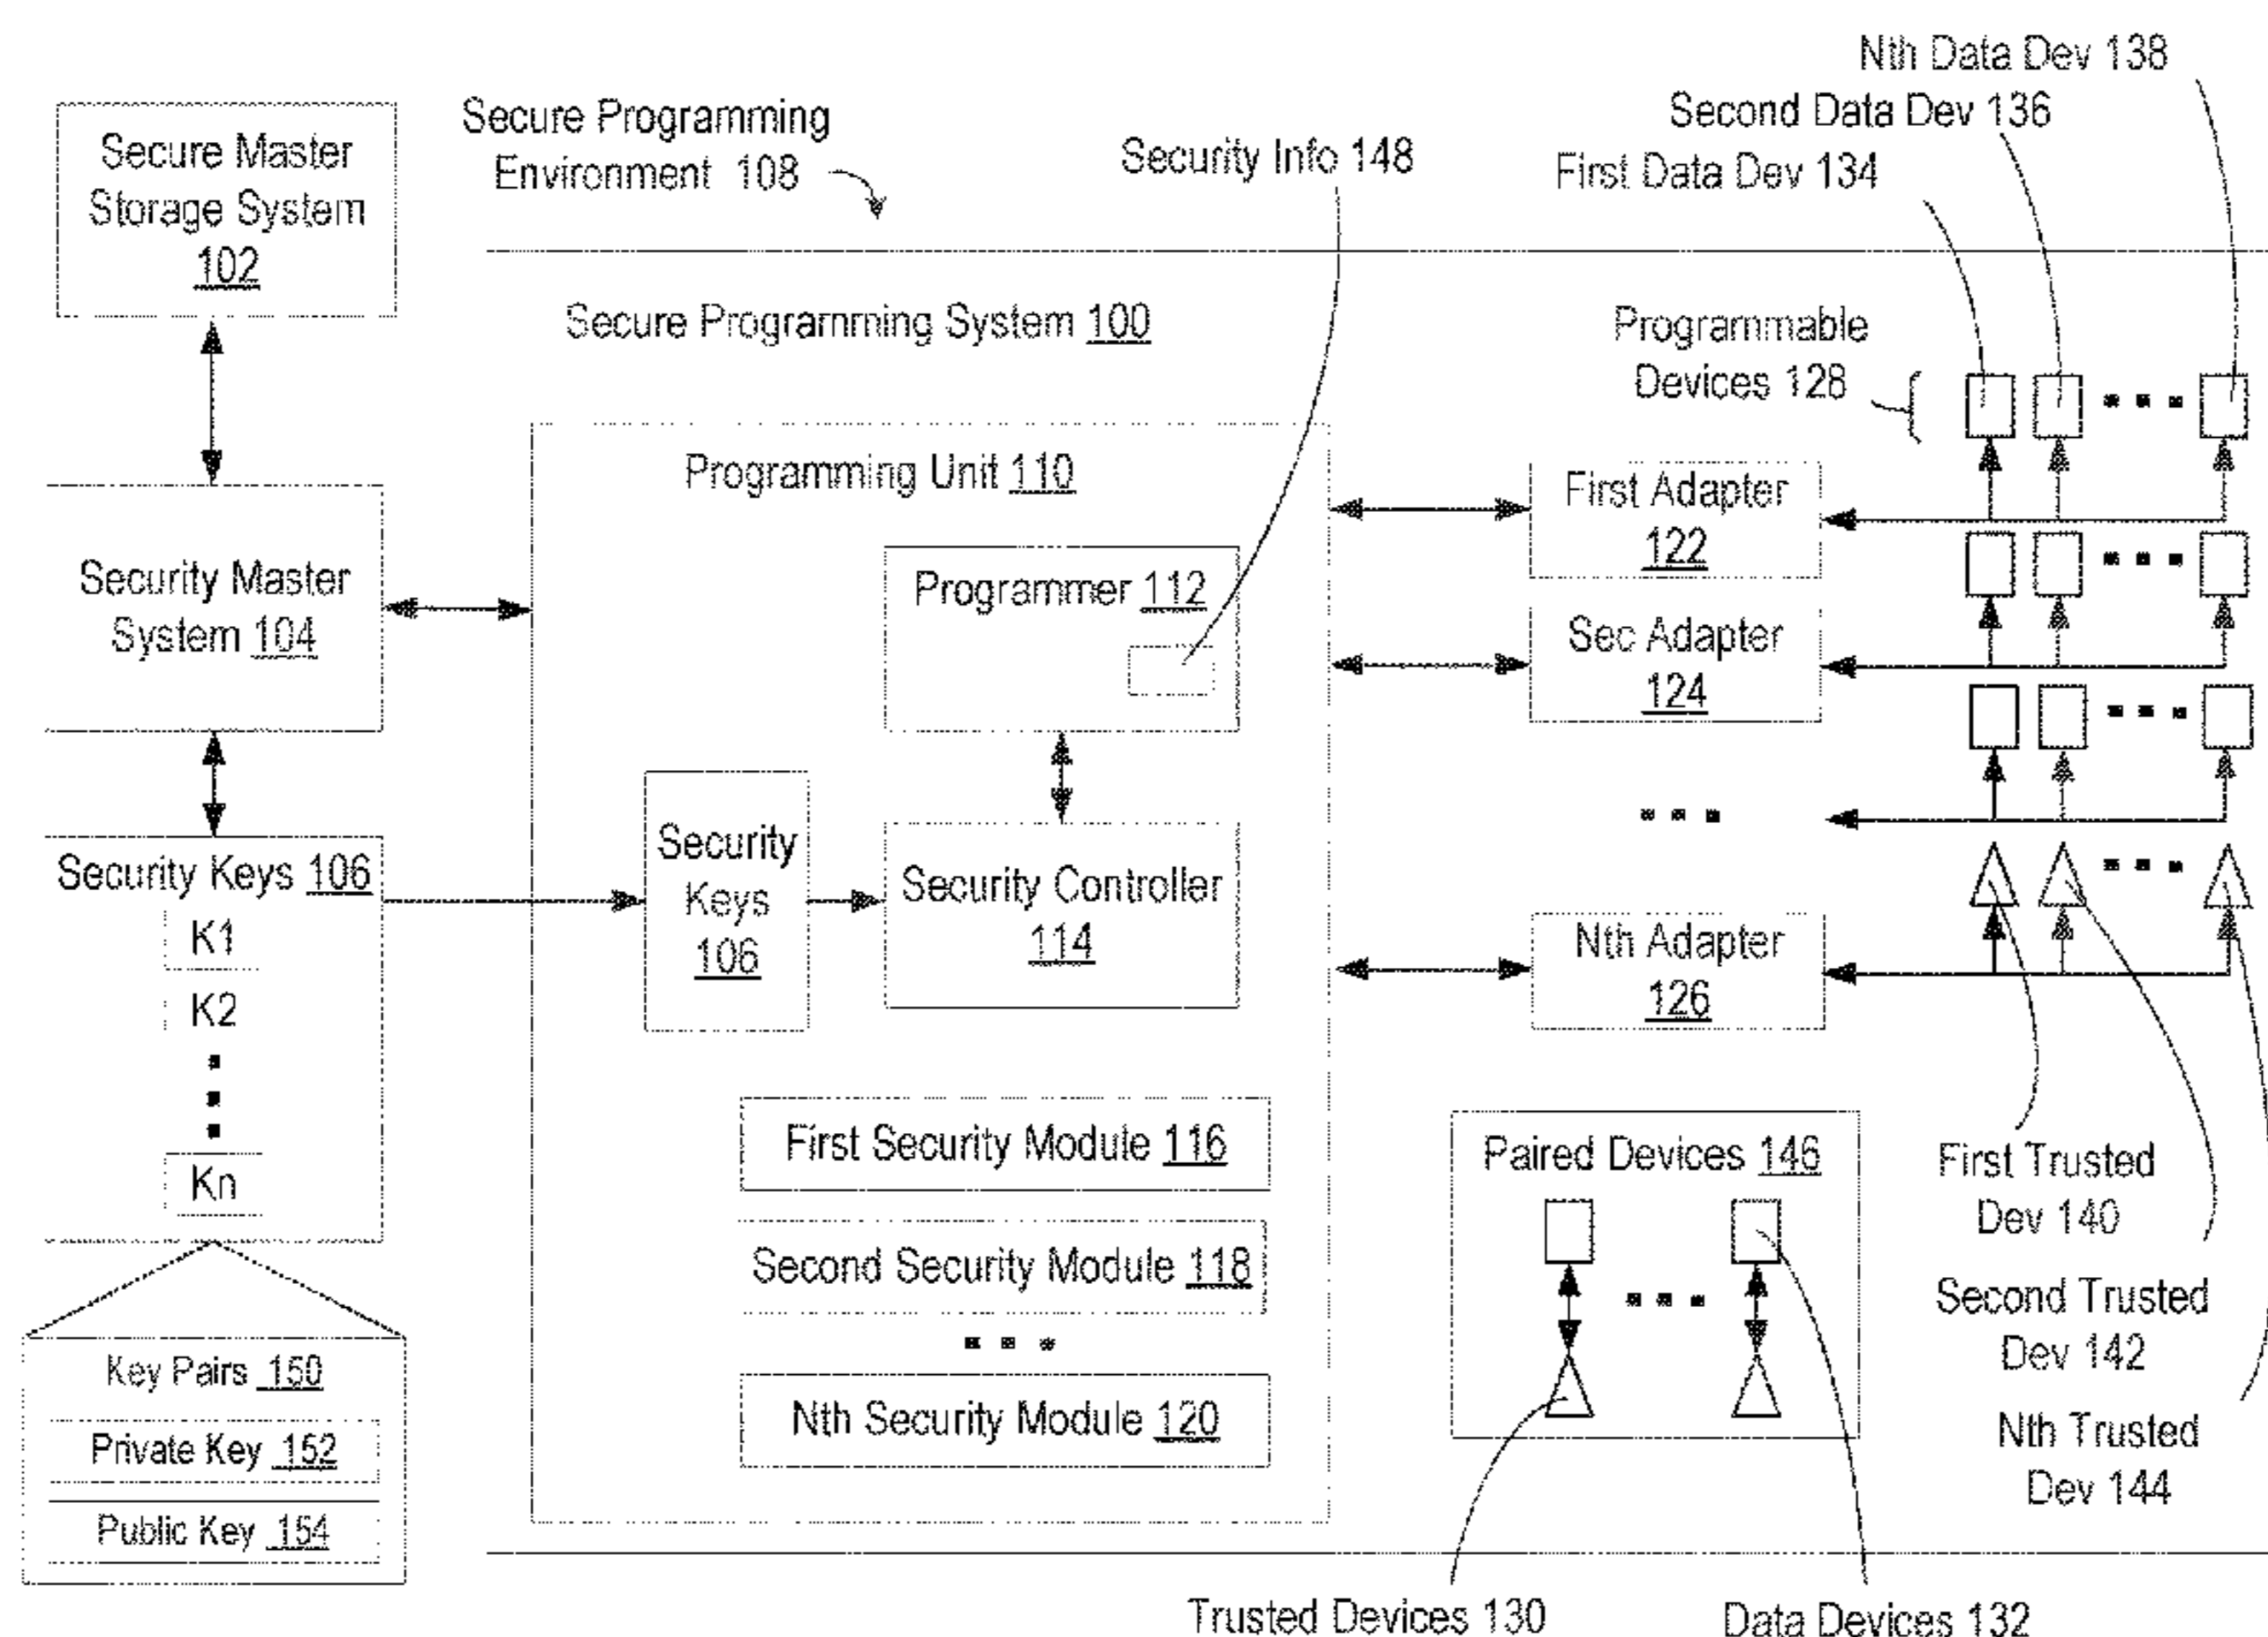 Nth Data Dev 138
Second Data Dev 136
First Data Dev 134
Secure Programming
Environment 108
Security Info 148
Secure Master
Storage System
102
Secure Programming System 100
Programmable
Devices 128
Programming Unit 110
First Adapter
122
Security Master
System 104
Programmer 112
Sec Adapter
124
Security Keys 106
K1
K2
Kn
Security
Keys
106
Security Controller
114
Nth Adapter
126
First Security Module 116
Second Security Module 118
Nth Security Module 120
Paired Devices 146
First Trusted
Dev 140
Second Trusted
Dev 142
Nth Trusted
Dev 144
Key Pairs 150
Private Key 152
Public Key 154
Trusted Devices 130
Data Devices 132